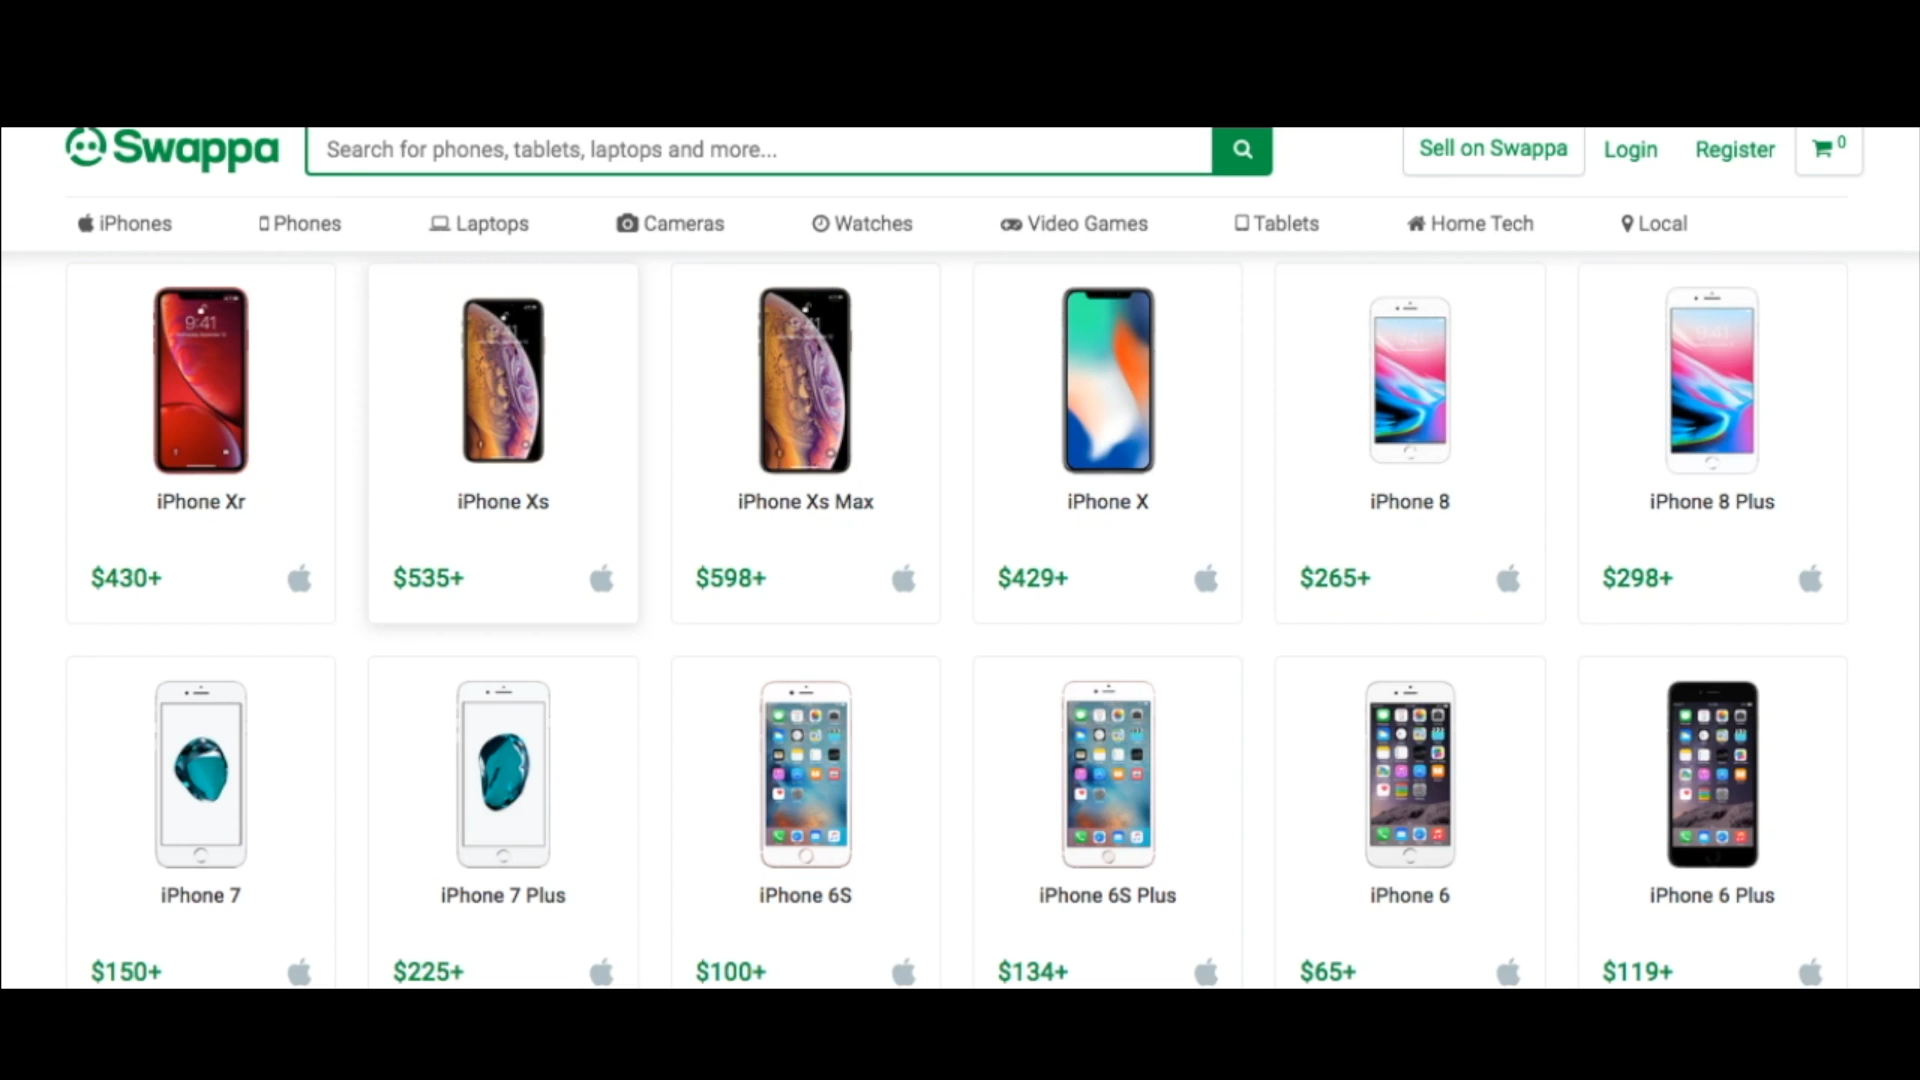 Swappa
Search for phones, tablets, laptops and more...
Sell on Swappa
Login
Register
0
iPhones
Phones
Laptops
Cameras
Watches
Video Games
Tablets
Home Tech
Local
9:41
iPhone Xr
iPhone Xs
iPhone Xs Max
iPhone X
iPhone 8
iPhone 8 Plus
$430+
$535+
$598+
$429+
$265+
$298+
iPhone 7
iPhone 7 Plus
iPhone 6S
iPhone 6S Plus
iPhone 6
iPhone 6 Plus
$150+
$225+
$100+
$134+
$65+
$119+